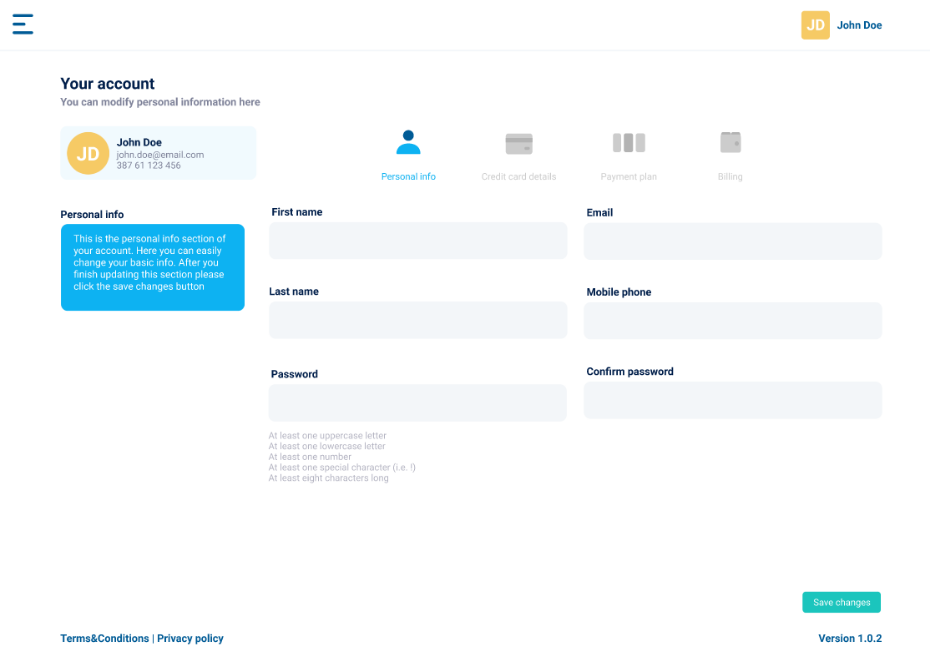 JD John Doe
Your account
You can modify personal information here
JD
John Doe
john.doe@email.com
387 61 123 456
Personal info
Credit card details
Payment plan
Billing
Personal info
This is the personal info section of
your account. Here you can easily
change your basic info. After you
finish updating this section please
click the save changes button
First name
Email
Last name
Mobile phone
Password
Confirm password
At least one uppercase letter
At least one lowercase letter
At least one number
At least one special character (i.e. !)
At least eight characters long
Save changes
Terms&Conditions | Privacy policy
Version 1.0.2